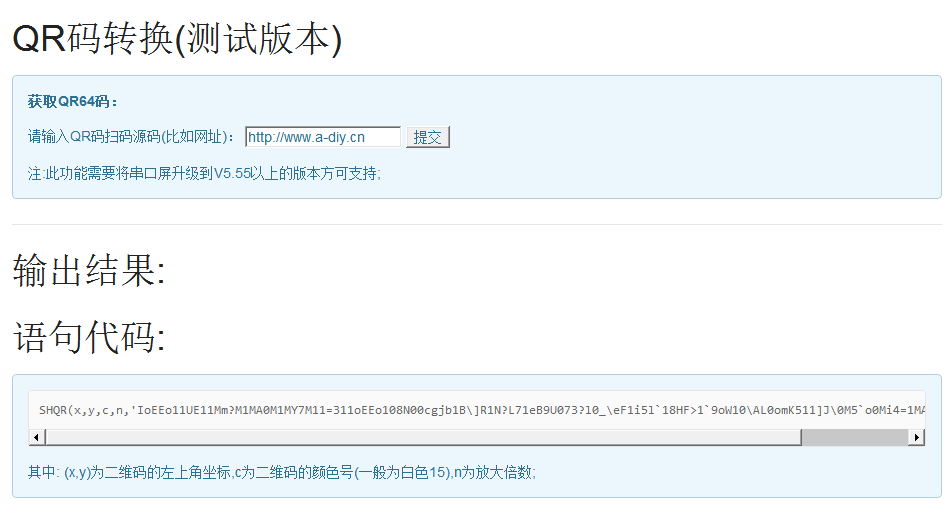 QR码转换(测试版本)
获取QR64码：
请输入QR码扫码源码(比如网址)： http://www.a-diy.cn 提交
注:此功能需要将串口屏升级到V5.55以上的版本方可支持;
输出结果:
语句代码:
SHQR(x,y,c,n,'IoEEo11UE11Mm?M1MA0M1MY7M11=311oEEo108N00cgjb1B\]R1N?L71eB9U073?10_\eF1i5l`18HF>1`9oW10\AL0omK511]J\0M5`o0Mi4=1MA
其中: (x,y)为二维码的左上角坐标,c为二维码的颜色号(一般为白色15),n为放大倍数;